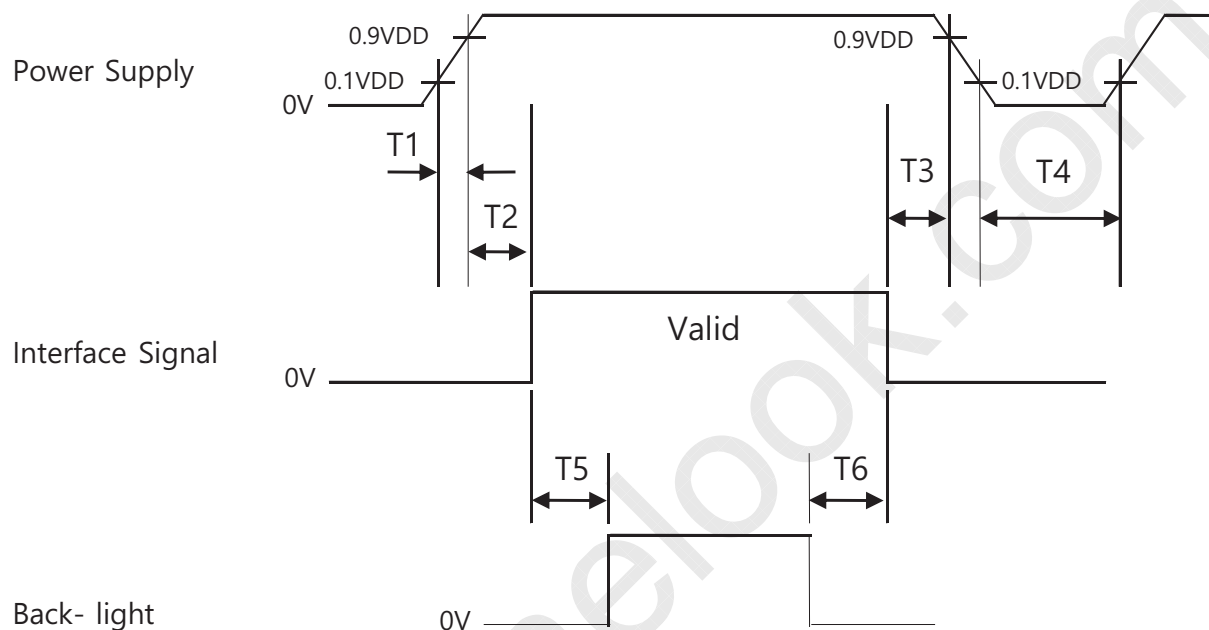 0.9VDD
0.9VDD
Power Supply
0.1VDD
0.1VDD
0V
T1
T3
T4
T2
Valid
Interface Signal
0V
T5
T6
Back- light
0V